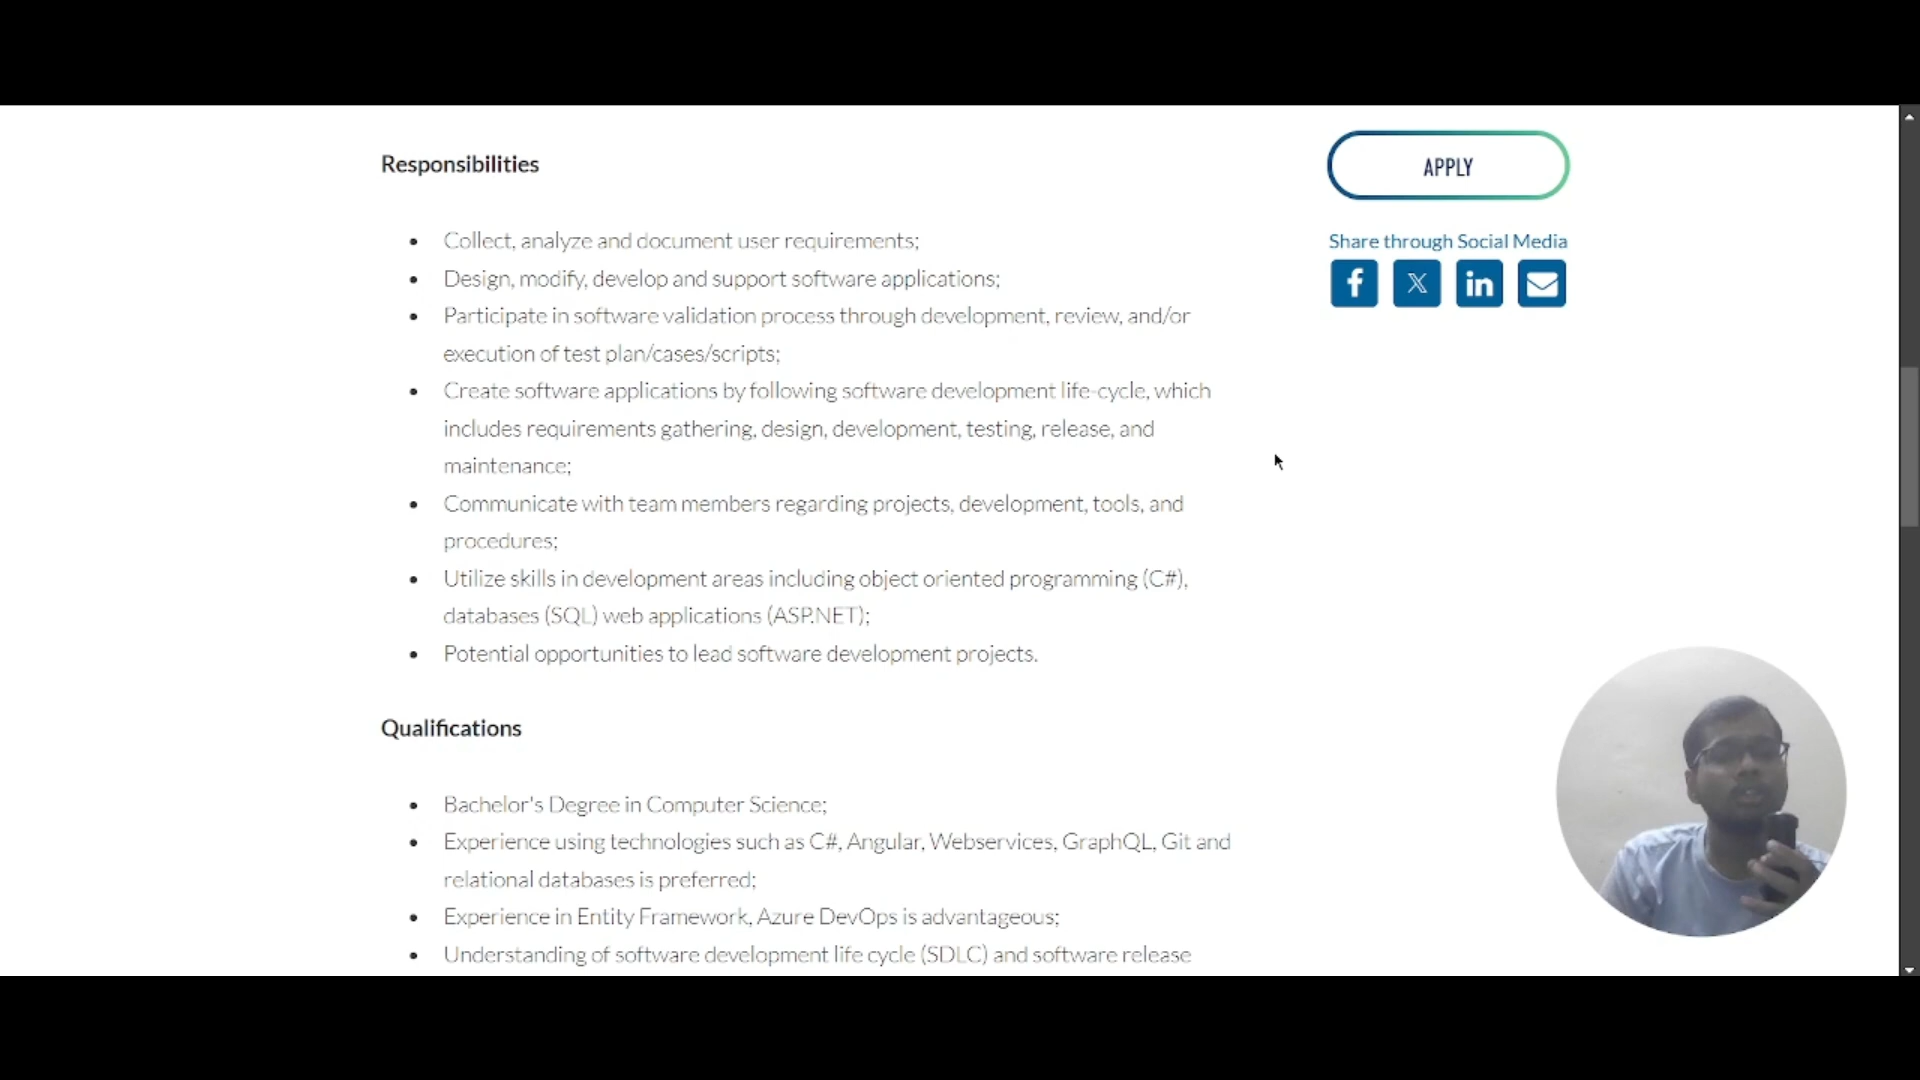 Responsibilities
APPLY
Share through Social Media
Collect, analyze and document user requirements;
Design, modify, develop and support software applications;
Participate in software validation process through development, review, and/or
execution of test plan/cases/scripts;
Create software applications by following software development life-cycle, which
includes requirements gathering, design, development, testing, release, and
maintenance;
Communicate with team members regarding projects, development, tools, and
procedures;
Utilize skills in development areas including object oriented programming (C#),
databases (SQL) web applications (ASP.NET);
Potential opportunities to lead software development projects.
Qualifications
Bachelor's Degree in Computer Science;
Experience using technologies such as C#, Angular, Webservices, GraphQL, Git and
relational databases is preferred;
Experience in Entity Framework, Azure DevOps is advantageous;
Understanding of software development life cycle (SDLC) and software release